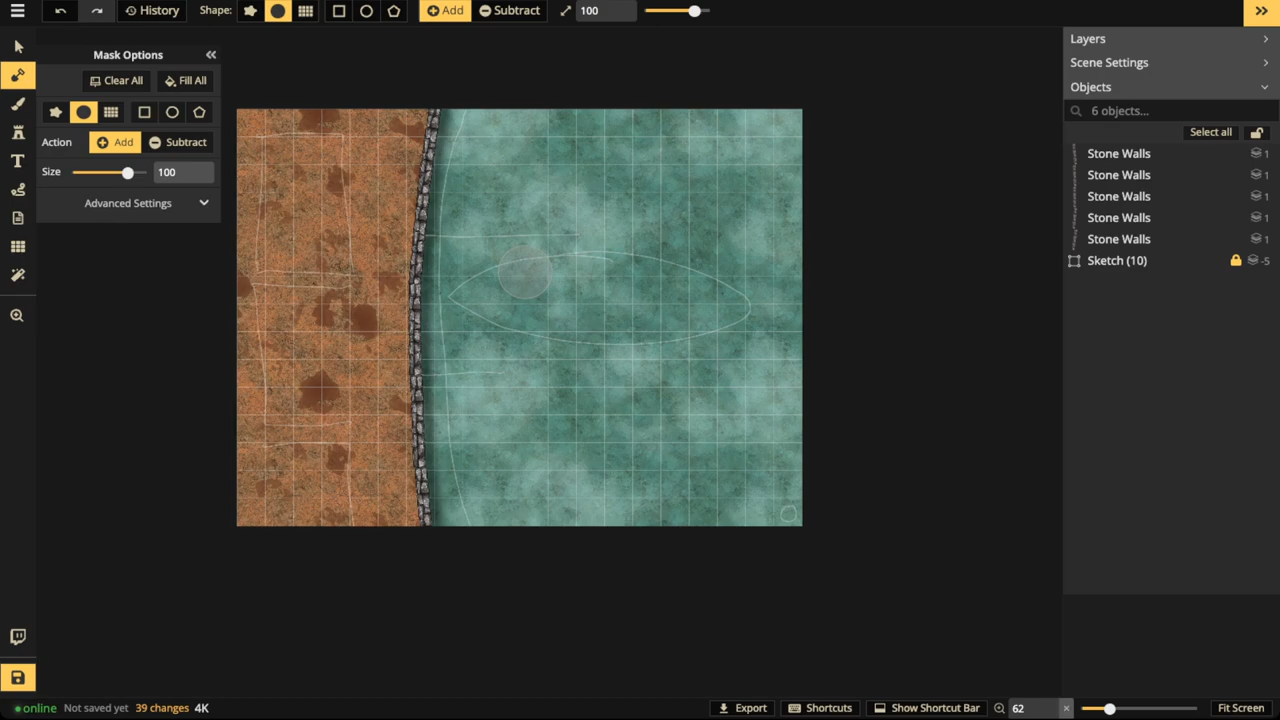 History Shape: Add Subtract 100
Mask Options
Clear All Fill All
Action Add Subtract
Size 100
Advanced Settings
Layers
Scene Settings
Objects
6 objects...
Select all
Stone Walls 1
Stone Walls 1
Stone Walls 1
Stone Walls 1
Stone Walls 1
Sketch (10) -5
online Not saved yet 39 changes 4K Export Shortcuts Show Shortcut Bar 62 × Fit Screen